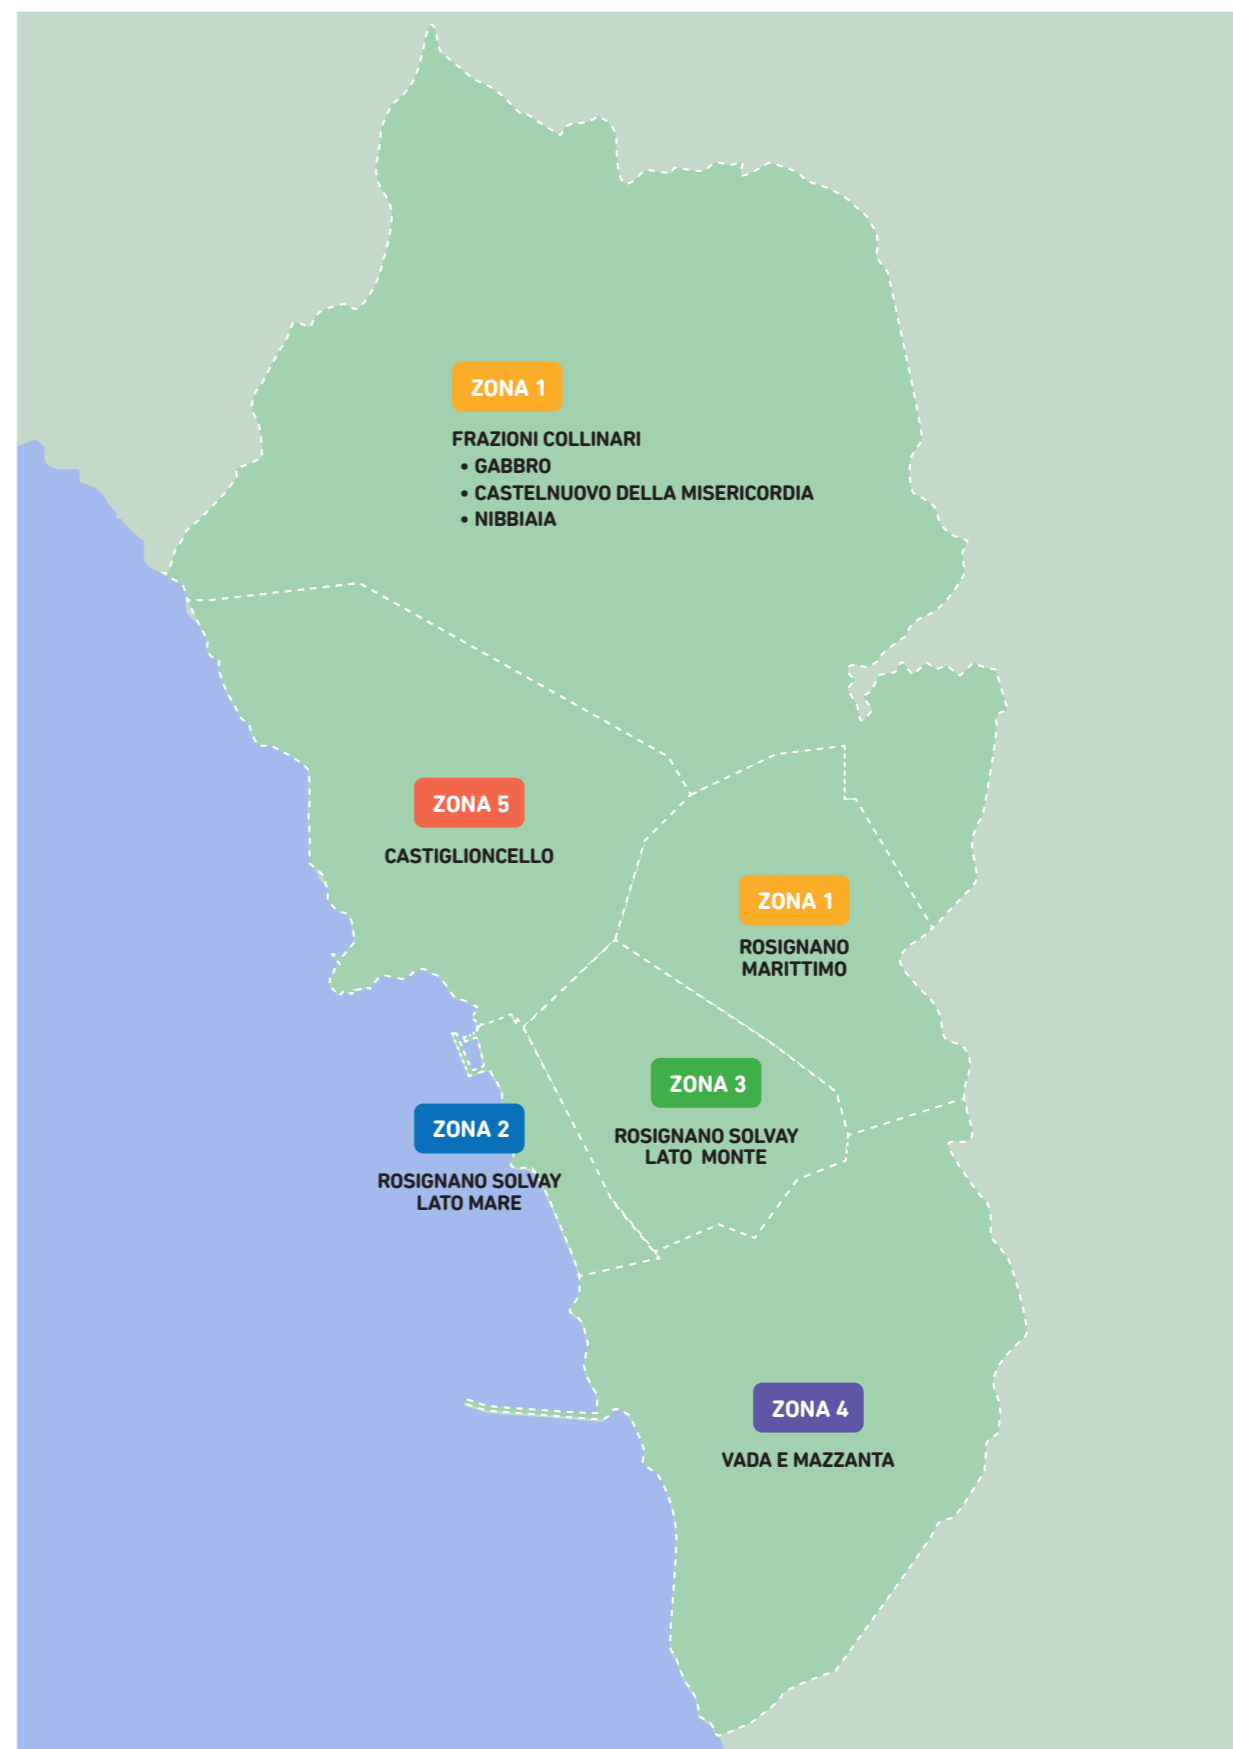 ZONA 1
FRAZIONI COLLINARI
• GABBRO
• CASTELNUOVO DELLA MISERICORDIA
• NIBBIAIA
ZONA 5
CASTIGLIONCELLO
ZONA 1
ROSIGNANO
MARITTIMO
ZONA 3
ROSIGNANO SOLVAY
LATO MONTE
ZONA 2
ROSIGNANO SOLVAY
LATO MARE
ZONA 4
VADA E MAZZANTA